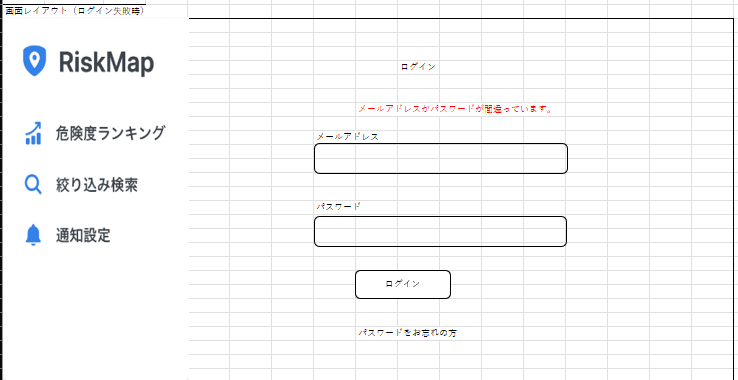 画面レイアウト（ログイン失敗時）
RiskMap
危険度ランキング
絞り込み検索
通知設定
ログイン
メールアドレスかパスワードが間違っています。
メールアドレス
パスワード
ログイン
パスワードをお忘れの方